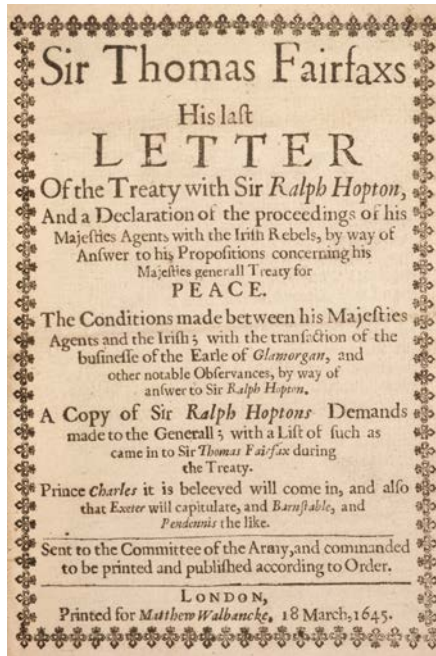 Sir Thomas Fairfaxs
His laſt
LETTER
Of the Treaty with Sir Ralph Hopton,
And a Declaration of the proceedings of his
Majeſties Agents with the Iriſh Rebels, by way of
Anſwer to his Propoſitions concerning his
Majeſties generall Treaty for
PEACE.
The Conditions made between his Majeſties
Agents and the Iriſh; with the tranſaction of the
buſineſſe of the Earle of Glamorgan, and
other notable Obſervances, by way of
anſwer to Sir Ralph Hopton.
A Copy of Sir Ralph Hoptons Demands
made to the Generall; with a Liſt of ſuch as
came in to Sir Thomas Fairfax during
the Treaty.
Prince Charles it is beleeved will come in, and alſo
that Exeter will capitulate, and Barnſtable, and
Pendennis the like.
Sent to the Committee of the Army, and commanded
to be printed and publiſhed according to Order.
LONDON,
Printed for Matthew Walbancke, 18 March, 1645.